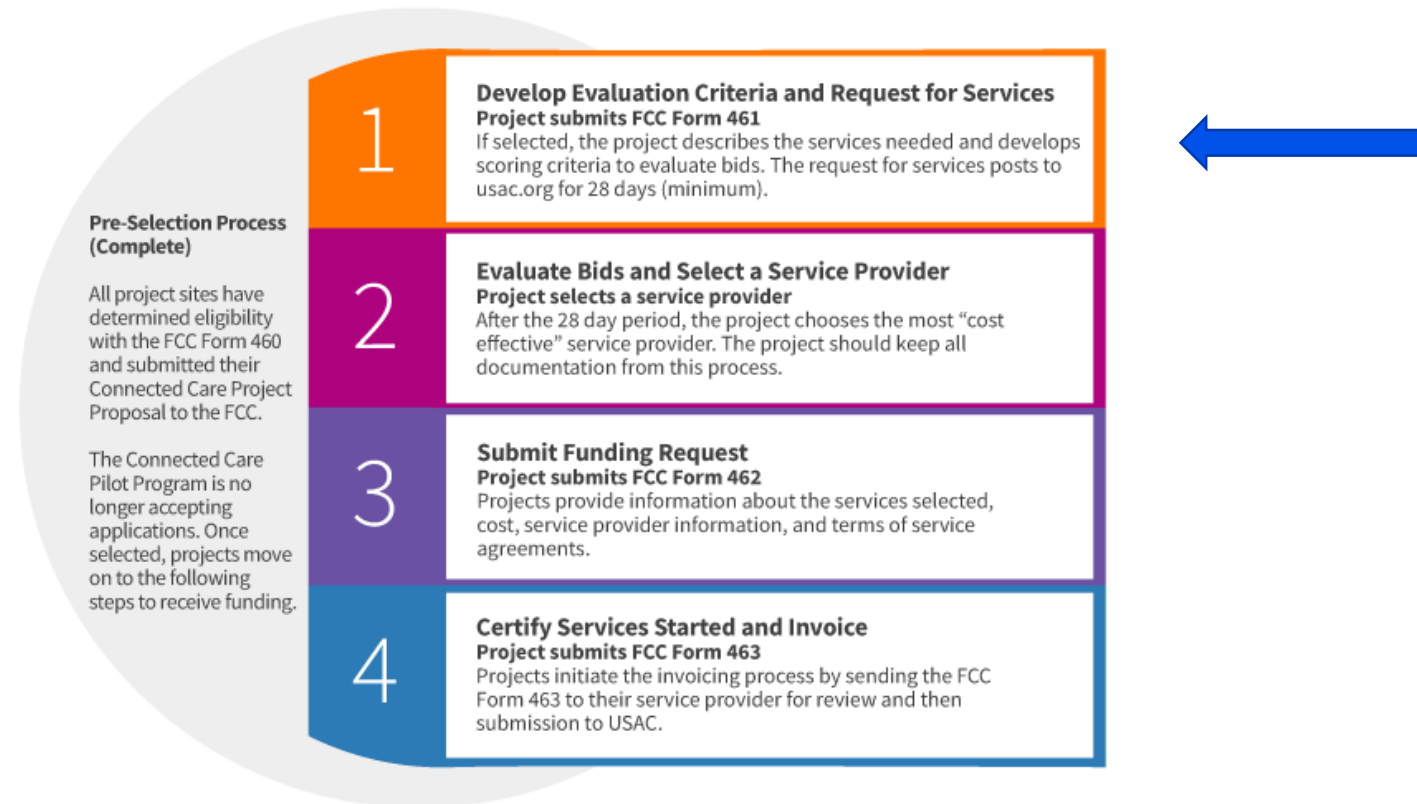 Pre-Selection Process
(Complete)
All project sites have
determined eligibility
with the FCC Form 460
and submitted their
Connected Care Project
Proposal to the FCC.
The Connected Care
Pilot Program is no
longer accepting
applications. Once
selected, projects move
on to the following
steps to receive funding.
1
Develop Evaluation Criteria and Request for Services
Project submits FCC Form 461
If selected, the project describes the services needed and develops
scoring criteria to evaluate bids. The request for services posts to
usac.org for 28 days (minimum).
2
Evaluate Bids and Select a Service Provider
Project selects a service provider
After the 28 day period, the project chooses the most “cost
effective” service provider. The project should keep all
documentation from this process.
3
Submit Funding Request
Project submits FCC Form 462
Projects provide information about the services selected,
cost, service provider information, and terms of service
agreements.
4
Certify Services Started and Invoice
Project submits FCC Form 463
Projects initiate the invoicing process by sending the FCC
Form 463 to their service provider for review and then
submission to USAC.